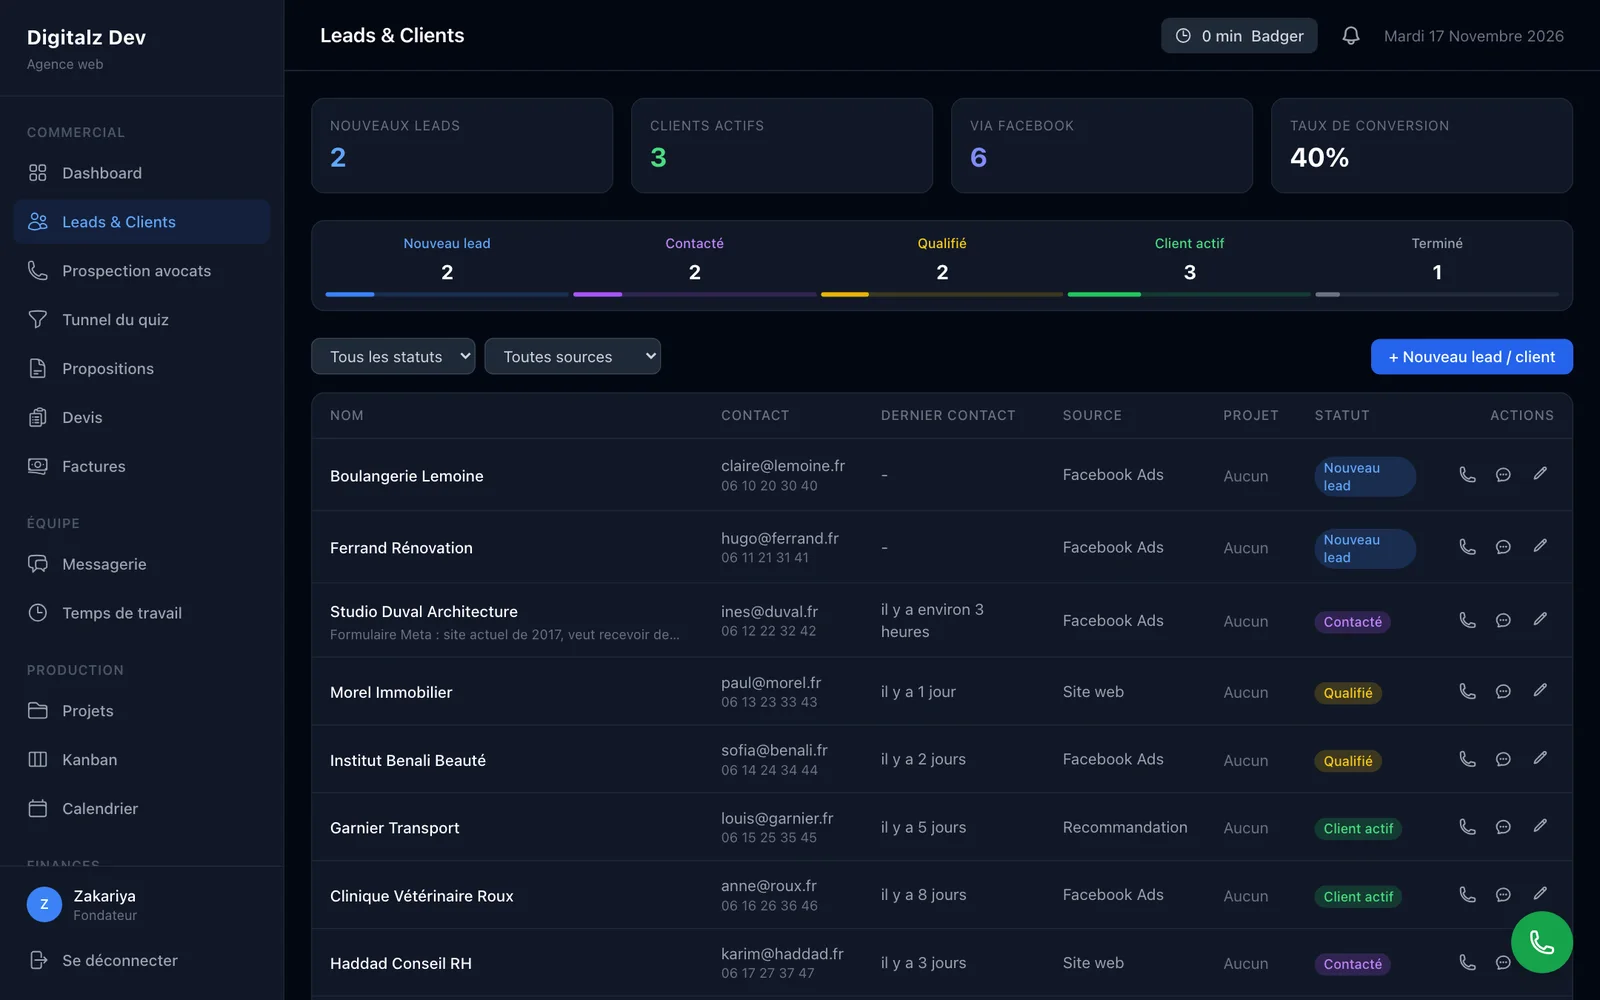 Digitalz Dev
Agence web
COMMERCIAL
Dashboard
Leads & Clients
Prospection avocats
Tunnel du quiz
Propositions
Devis
Factures
ÉQUIPE
Messagerie
Temps de travail
PRODUCTION
Projets
Kanban
Calendrier
FINANCES
Z
Zakariya
Fondateur
Se déconnecter
Leads & Clients
0 min Badger
Mardi 17 Novembre 2026
NOUVEAUX LEADS
2
CLIENTS ACTIFS
3
VIA FACEBOOK
6
TAUX DE CONVERSION
40%
Nouveau lead
2
Contacté
2
Qualifié
2
Client actif
3
Terminé
1
Tous les statuts
Toutes sources
+ Nouveau lead / client
NOM CONTACT DERNIER CONTACT SOURCE PROJET STATUT ACTIONS
Boulangerie Lemoine
claire@lemoine.fr
06 10 20 30 40
-
Facebook Ads
Aucun
Nouveau
lead
Ferrand Rénovation
hugo@ferrand.fr
06 11 21 31 41
-
Facebook Ads
Aucun
Nouveau
lead
Studio Duval Architecture
Formulaire Meta : site actuel de 2017, veut recevoir de...
ines@duval.fr
06 12 22 32 42
il y a environ 3
heures
Facebook Ads
Aucun
Contacté
Morel Immobilier
paul@morel.fr
06 13 23 33 43
il y a 1 jour
Site web
Aucun
Qualifié
Institut Benali Beauté
sofia@benali.fr
06 14 24 34 44
il y a 2 jours
Facebook Ads
Aucun
Qualifié
Garnier Transport
louis@garnier.fr
06 15 25 35 45
il y a 5 jours
Recommandation
Aucun
Client actif
Clinique Vétérinaire Roux
anne@roux.fr
06 16 26 36 46
il y a 8 jours
Facebook Ads
Aucun
Client actif
Haddad Conseil RH
karim@haddad.fr
06 17 27 37 47
il y a 3 jours
Site web
Aucun
Contacté